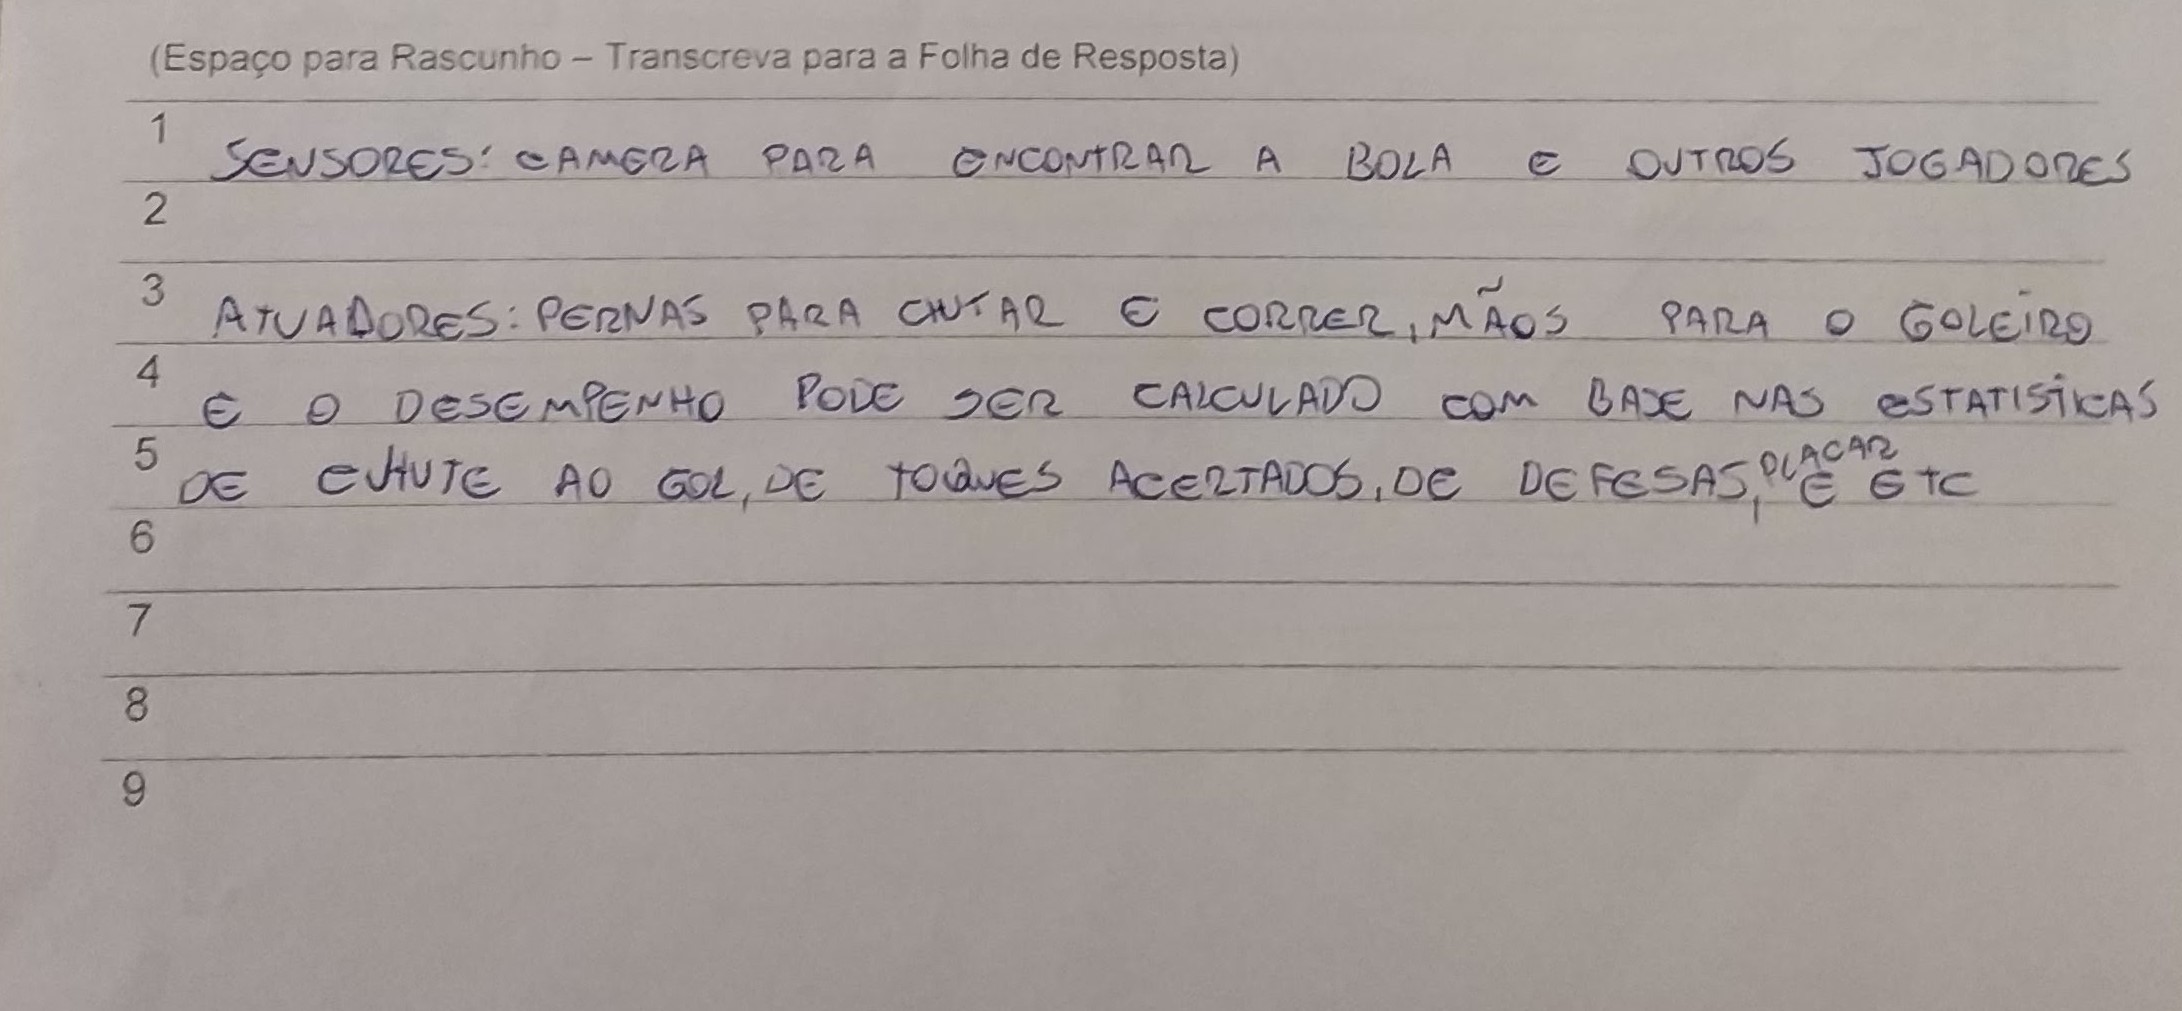 (Espaço para Rascunho – Transcreva para a Folha de Resposta)
1 SENSORES: CAMERA PARA ENCONTRAR A BOLA E OUTROS JOGADORES
2
3 ATUADORES: PERNAS PARA CHUTAR E CORRER, MÃOS PARA O GOLEIRO
4 E O DESEMPENHO PODE SER CALCULADO COM BASE NAS ESTATISTICAS
5 DE CHUTE AO GOL, DE TOQUES ACERTADOS, DE DEFESAS, PLACAR E ETC
6
7
8
9